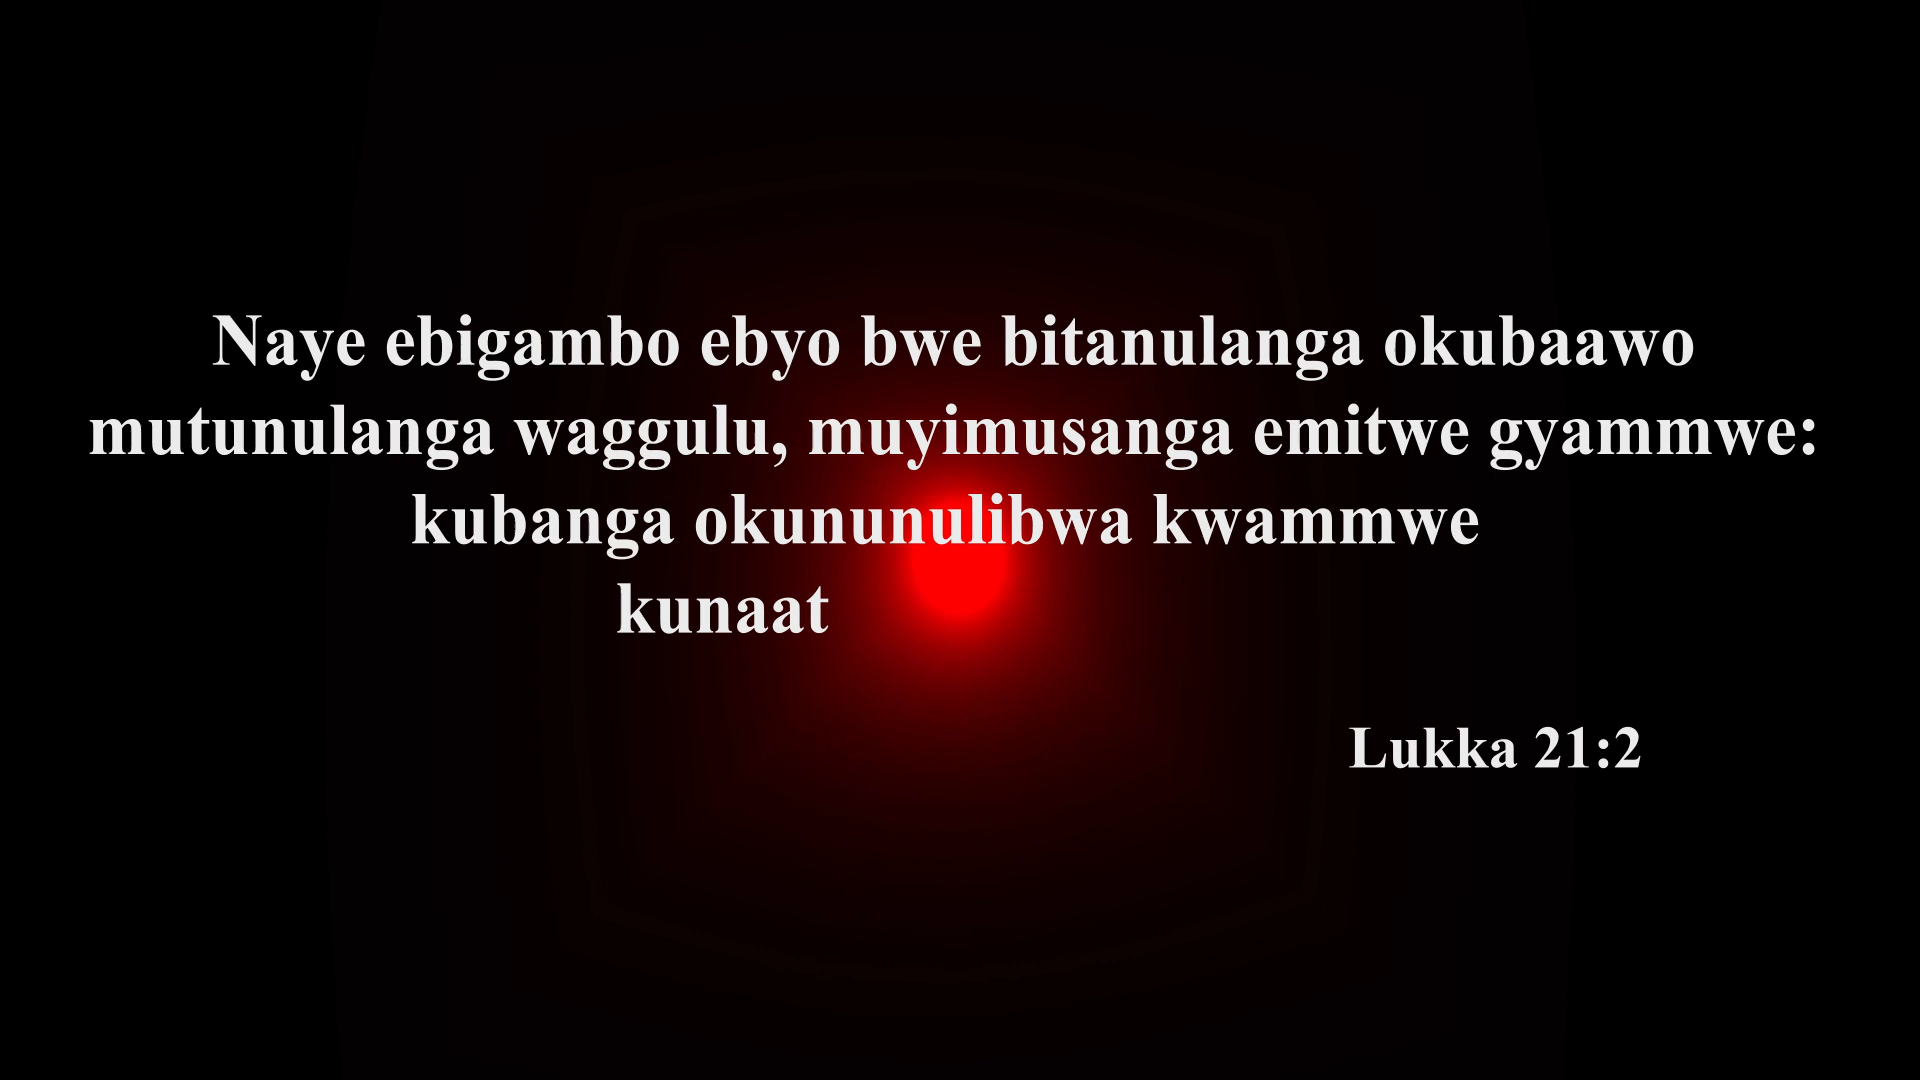 Naye ebigambo ebyo bwe bitanulanga okubaawo
mutunulanga waggulu, muyimusanga emitwe gyammwe:
kubanga okununulibwa kwammwe
kunaat
Lukka 21:2